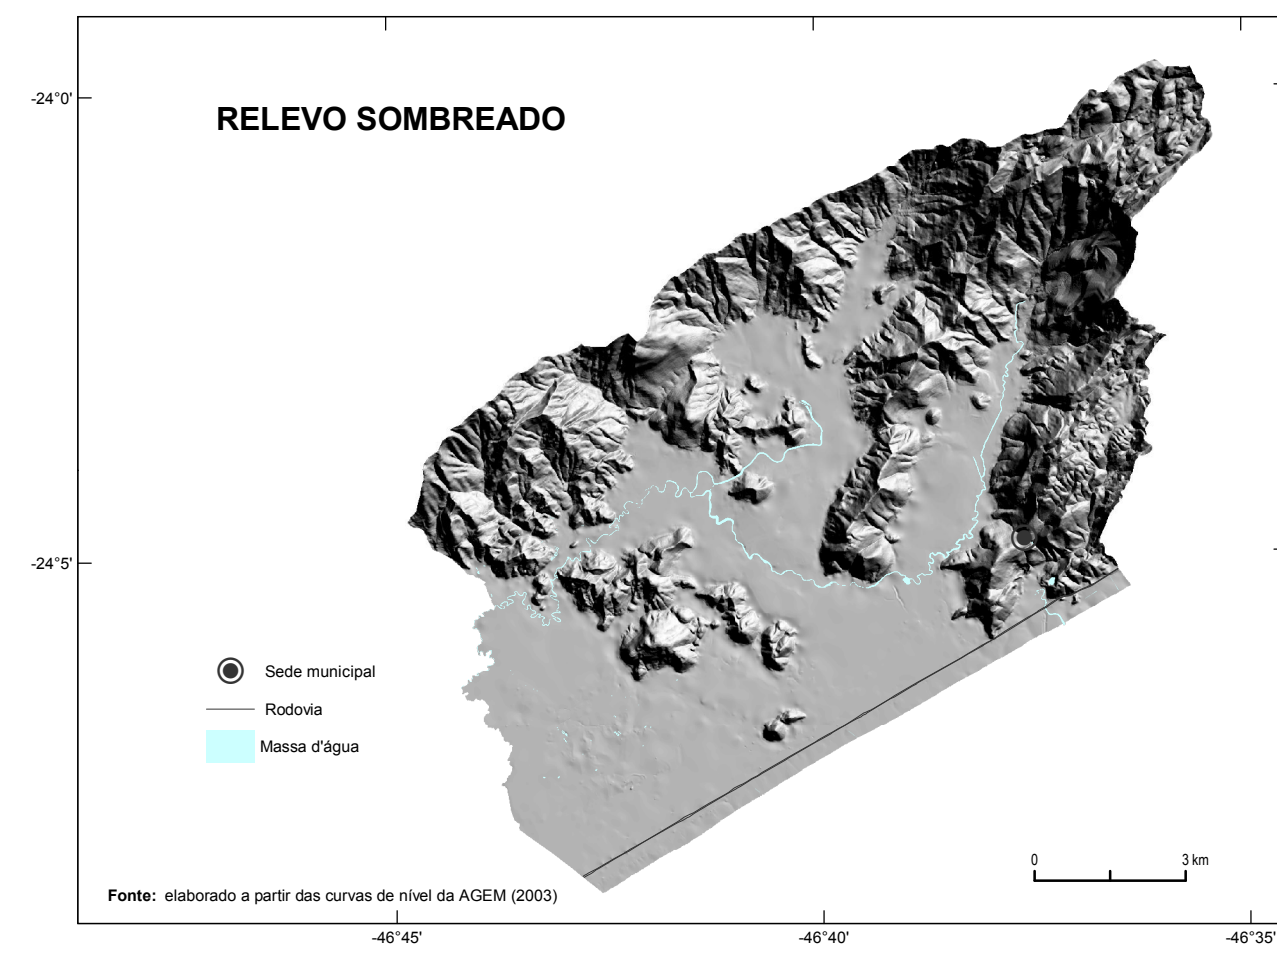 -24°0'
RELEVO SOMBREADO
-24°5'
Sede municipal
Rodovia
Massa d'água
0 3 km
Fonte: elaborado a partir das curvas de nível da AGEM (2003)
-46°45' -46°40' -46°35'